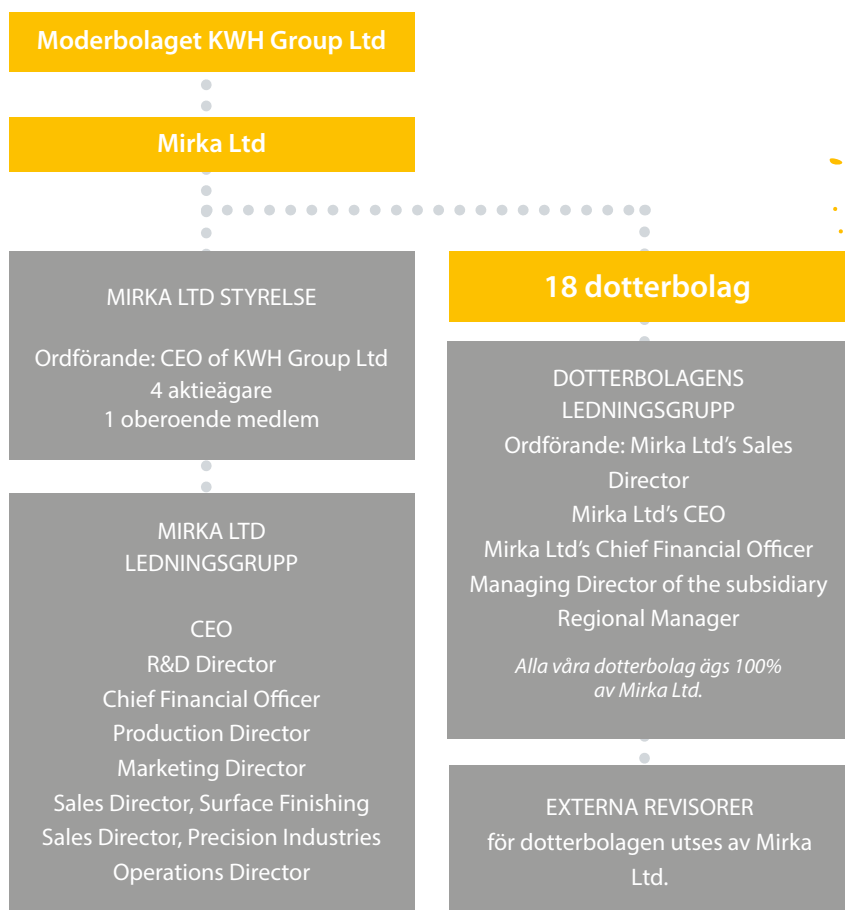 Moderbolaget KWH Group Ltd
Mirka Ltd
MIRKA LTD STYRELSE
Ordförande: CEO of KWH Group Ltd
4 aktieägare
1 oberoende medlem
MIRKA LTD
LEDNINGSGRUPP
CEO
R&D Director
Chief Financial Officer
Production Director
Marketing Director
Sales Director, Surface Finishing
Sales Director, Precision Industries
Operations Director
18 dotterbolag
DOTTERBOLAGENS
LEDNINGSGRUPP
Ordförande: Mirka Ltd’s Sales
Director
Mirka Ltd’s CEO
Mirka Ltd’s Chief Financial Officer
Managing Director of the subsidiary
Regional Manager
Alla våra dotterbolag ägs 100%
av Mirka Ltd.
EXTERNA REVISORER
för dotterbolagen utses av Mirka
Ltd.